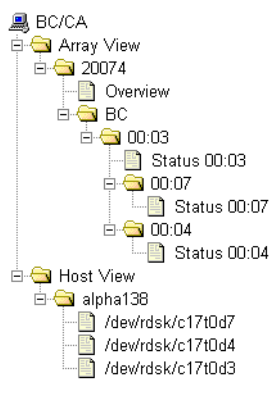 BC/CA
Array View
20074
Overview
BC
00:03
Status 00:03
00:07
Status 00:07
00:04
Status 00:04
Host View
alpha138
/dev/rdsk/c17t0d7
/dev/rdsk/c17t0d4
/dev/rdsk/c17t0d3